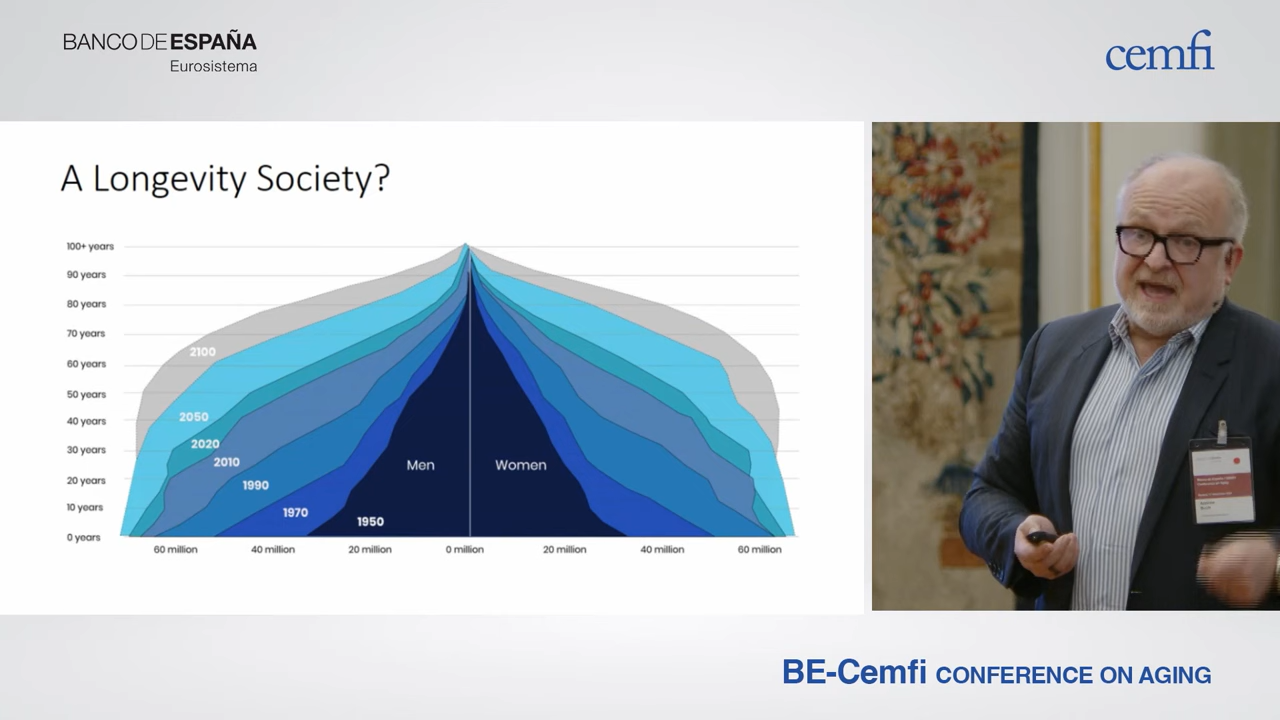 BANCO DE ESPAÑA
Eurosistema
cemfi
A Longevity Society?
100+ years
90 years
80 years
70 years
60 years
50 years
40 years
30 years
20 years
10 years
0 years
2100
2050
2020
2010
1990
1970
1950
Men
Women
60 million
40 million
20 million
0 million
20 million
40 million
60 million
BE-Cemfi CONFERENCE ON AGING